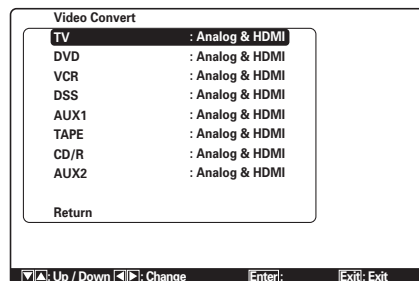 Video Convert
TV : Analog & HDMI
DVD : Analog & HDMI
VCR : Analog & HDMI
DSS : Analog & HDMI
AUX1 : Analog & HDMI
TAPE : Analog & HDMI
CD/R : Analog & HDMI
AUX2 : Analog & HDMI
Return
▼▲: Up / Down ◀▶: Change Enter: Exit: Exit